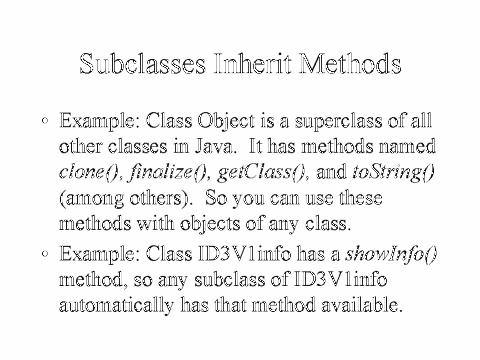 Subclasses Inherit Methods
◦ Example: Class Object is a superclass of all
other classes in Java.  It has methods named
clone(), finalize(), getClass(), and toString()
(among others).  So you can use these
methods with objects of any class.
◦ Example: Class ID3V1info has a showInfo()
method, so any subclass of ID3V1info
automatically has that method available.